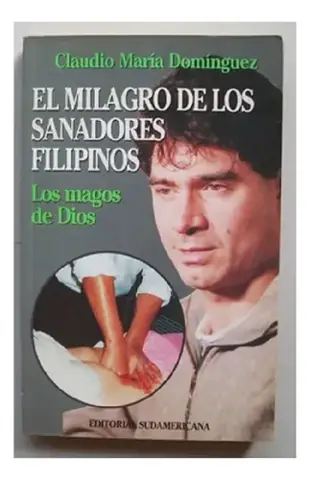 Claudio María Domínguez
EL MILAGRO DE LOS
SANADORES
FILIPINOS
Los magos
de Dios
EDITORIAL SUDAMERICANA